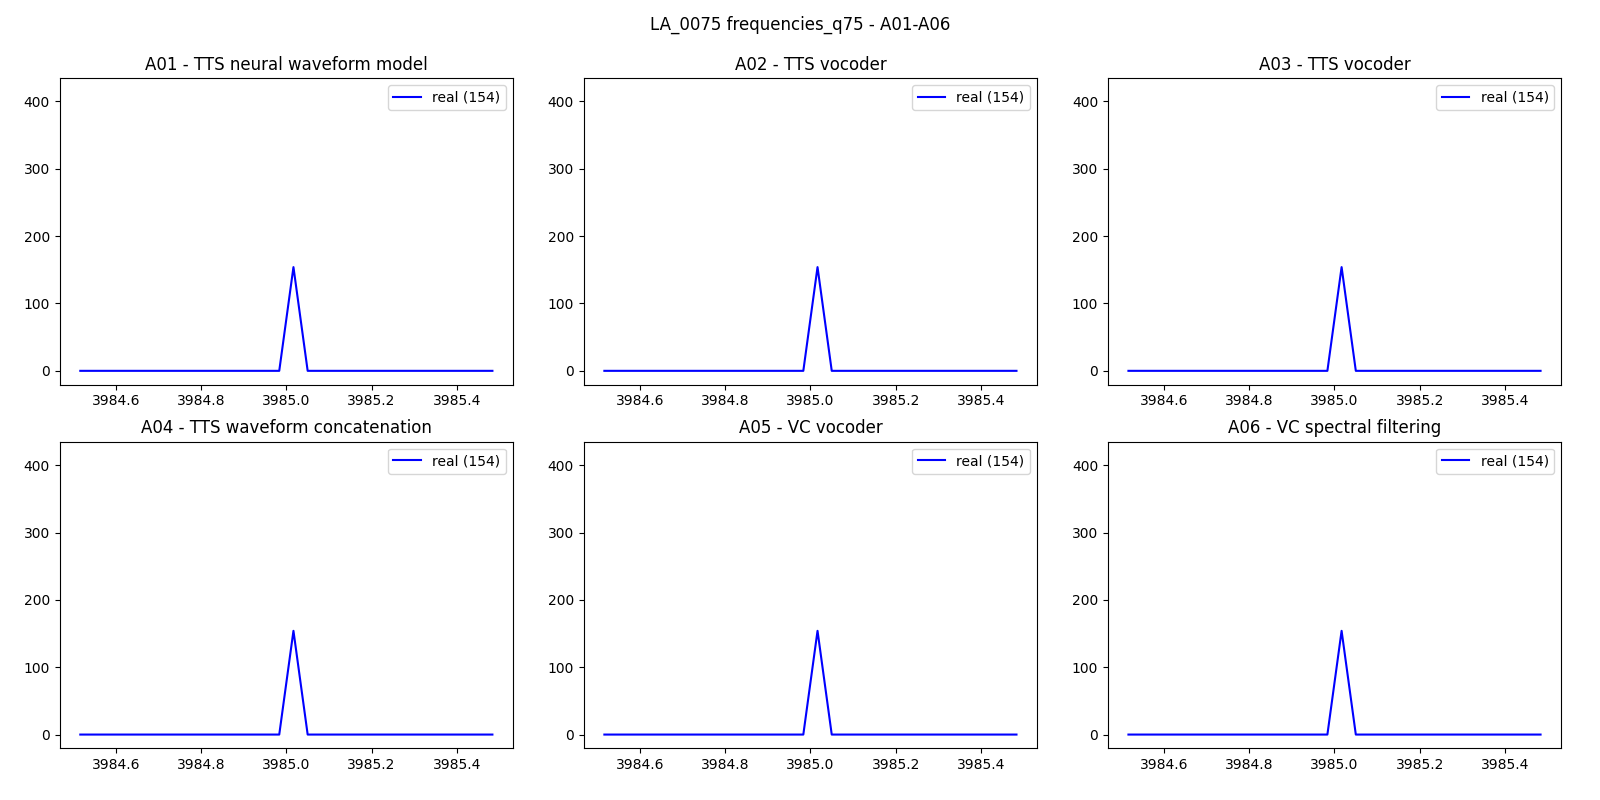 LA_0075 frequencies_q75 - A01-A06
A01 - TTS neural waveform model
A02 - TTS vocoder
A03 - TTS vocoder
real (154)
real (154)
real (154)
400
300
200
100
0
400
300
200
100
0
400
300
200
100
0
3984.6 3984.8 3985.0 3985.2 3985.4
3984.6 3984.8 3985.0 3985.2 3985.4
3984.6 3984.8 3985.0 3985.2 3985.4
A04 - TTS waveform concatenation
A05 - VC vocoder
A06 - VC spectral filtering
real (154)
real (154)
real (154)
400
300
200
100
0
400
300
200
100
0
400
300
200
100
0
3984.6 3984.8 3985.0 3985.2 3985.4
3984.6 3984.8 3985.0 3985.2 3985.4
3984.6 3984.8 3985.0 3985.2 3985.4